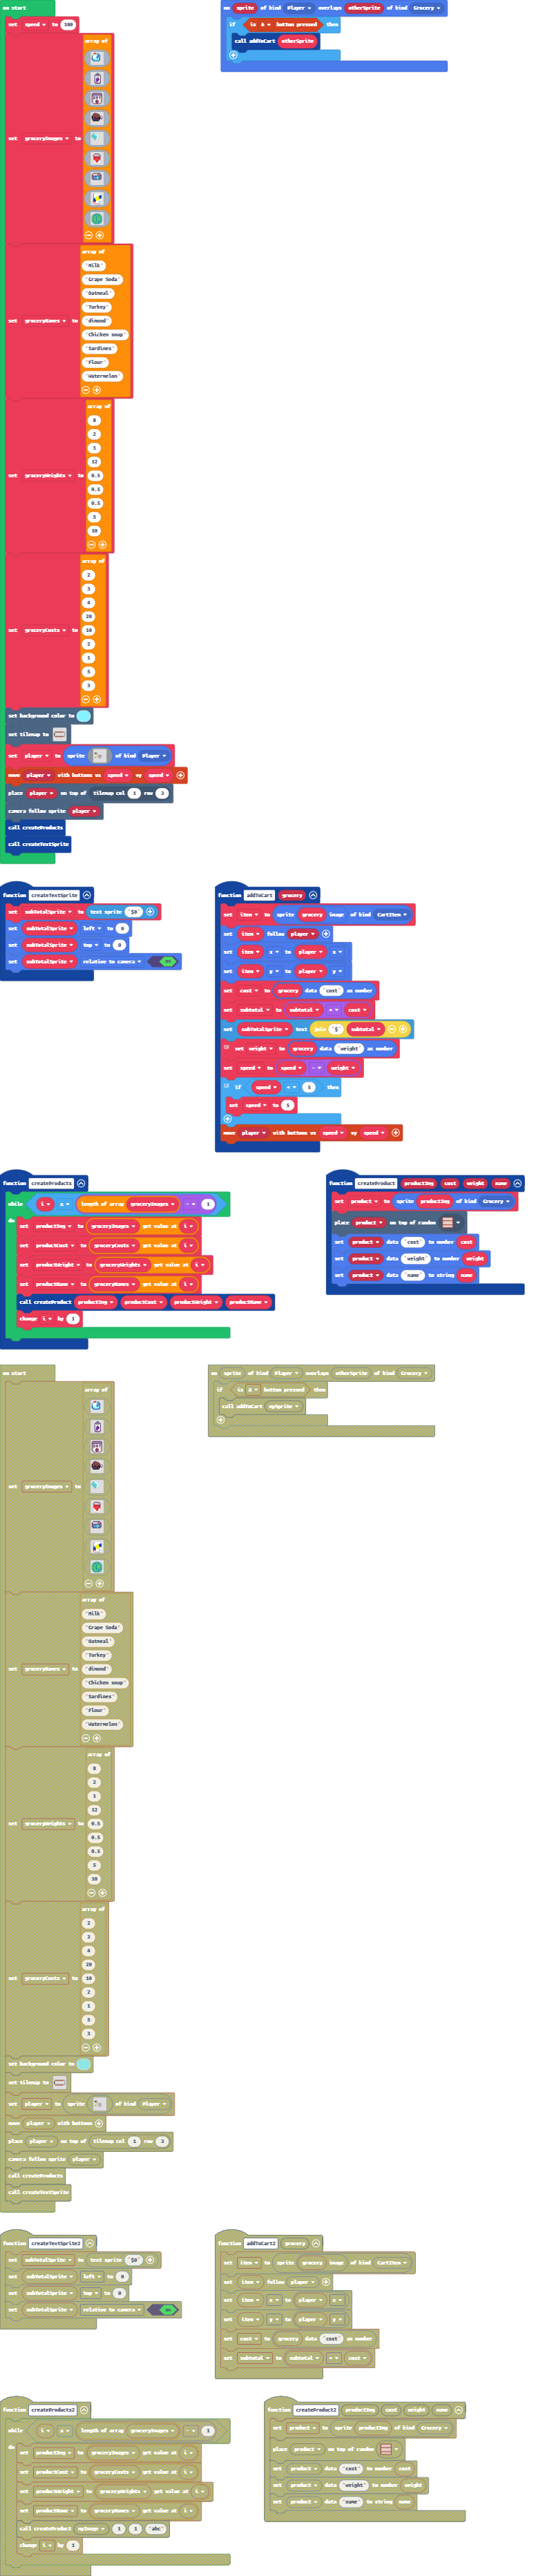 on start
set speed to 100
array of
set groceryImages to
array of
"Milk"
"Grape Soda"
"Oatmeal"
"Turkey"
set groceryNames to "dimond"
"Chicken soup"
"Sardines"
"Flour"
"Watermelon"
array of
8
2
1
12
set groceryWeights to 0.5
0.5
0.5
5
10
array of
2
3
4
20
set groceryCosts to 10
2
1
5
3
set background color to
set tilemap to
set player to sprite of kind Player
move player with buttons vx speed vy speed
place player on top of tilemap col 1 row 3
camera follow sprite player
call createProducts
call createTextSprite
on sprite of kind Player overlaps otherSprite of kind Grocery
if is A button pressed then
call addToCart otherSprite
function createTextSprite
set subTotalSprite to text sprite "$0"
set subTotalSprite left to 0
set subTotalSprite top to 0
set subTotalSprite relative to camera ON
function addToCart grocery
set item to sprite grocery image of kind CartItem
set item follow player
set item x to player x
set item y to player y
set cost to grocery data "cost" as number
set subtotal to subtotal + cost
set subTotalSprite text join "$" subtotal
set weight to grocery data "weight" as number
set speed to speed - weight
if speed < 5 then
set speed to 5
move player with buttons vx speed vy speed
function createProducts
while i ≤ length of array groceryImages - 1
do set productImg to groceryImages get value at i
set productCost to groceryCosts get value at i
set productWeight to groceryWeights get value at i
set productName to groceryNames get value at i
call createProduct productImg productCost productWeight productName
change i by 1
function createProduct productImg cost weight name
set product to sprite productImg of kind Grocery
place product on top of random
set product data "cost" to number cost
set product data "weight" to number weight
set product data "name" to string name
on start
array of
set groceryImages to
array of
"Milk"
"Grape Soda"
"Oatmeal"
"Turkey"
set groceryNames to "dimond"
"Chicken soup"
"Sardines"
"Flour"
"Watermelon"
array of
8
2
1
12
set groceryWeights to 0.5
0.5
0.5
5
10
array of
2
3
4
20
set groceryCosts to 10
2
1
5
3
set background color to
set tilemap to
set player to sprite of kind Player
move player with buttons
place player on top of tilemap col 1 row 3
camera follow sprite player
call createProducts
call createTextSprite
on sprite of kind Player overlaps otherSprite of kind Grocery
if is A button pressed then
call addToCart mySprite
function createTextSprite2
set subTotalSprite to text sprite "$0"
set subTotalSprite left to 0
set subTotalSprite top to 0
set subTotalSprite relative to camera ON
function addToCart2 grocery
set item to sprite grocery image of kind CartItem
set item follow player
set item x to player x
set item y to player y
set cost to grocery data "cost" as number
set subtotal to subtotal + cost
function createProducts2
while i ≤ length of array groceryImages - 1
do set productImg to groceryImages get value at i
set productCost to groceryCosts get value at i
set productWeight to groceryWeights get value at i
set productName to groceryNames get value at i
call createProduct myImage 1 1 "abc"
change i by 1
function createProduct2 productImg cost weight name
set product to sprite productImg of kind Grocery
place product on top of random
set product data "cost" to number cost
set product data "weight" to number weight
set product data "name" to string name